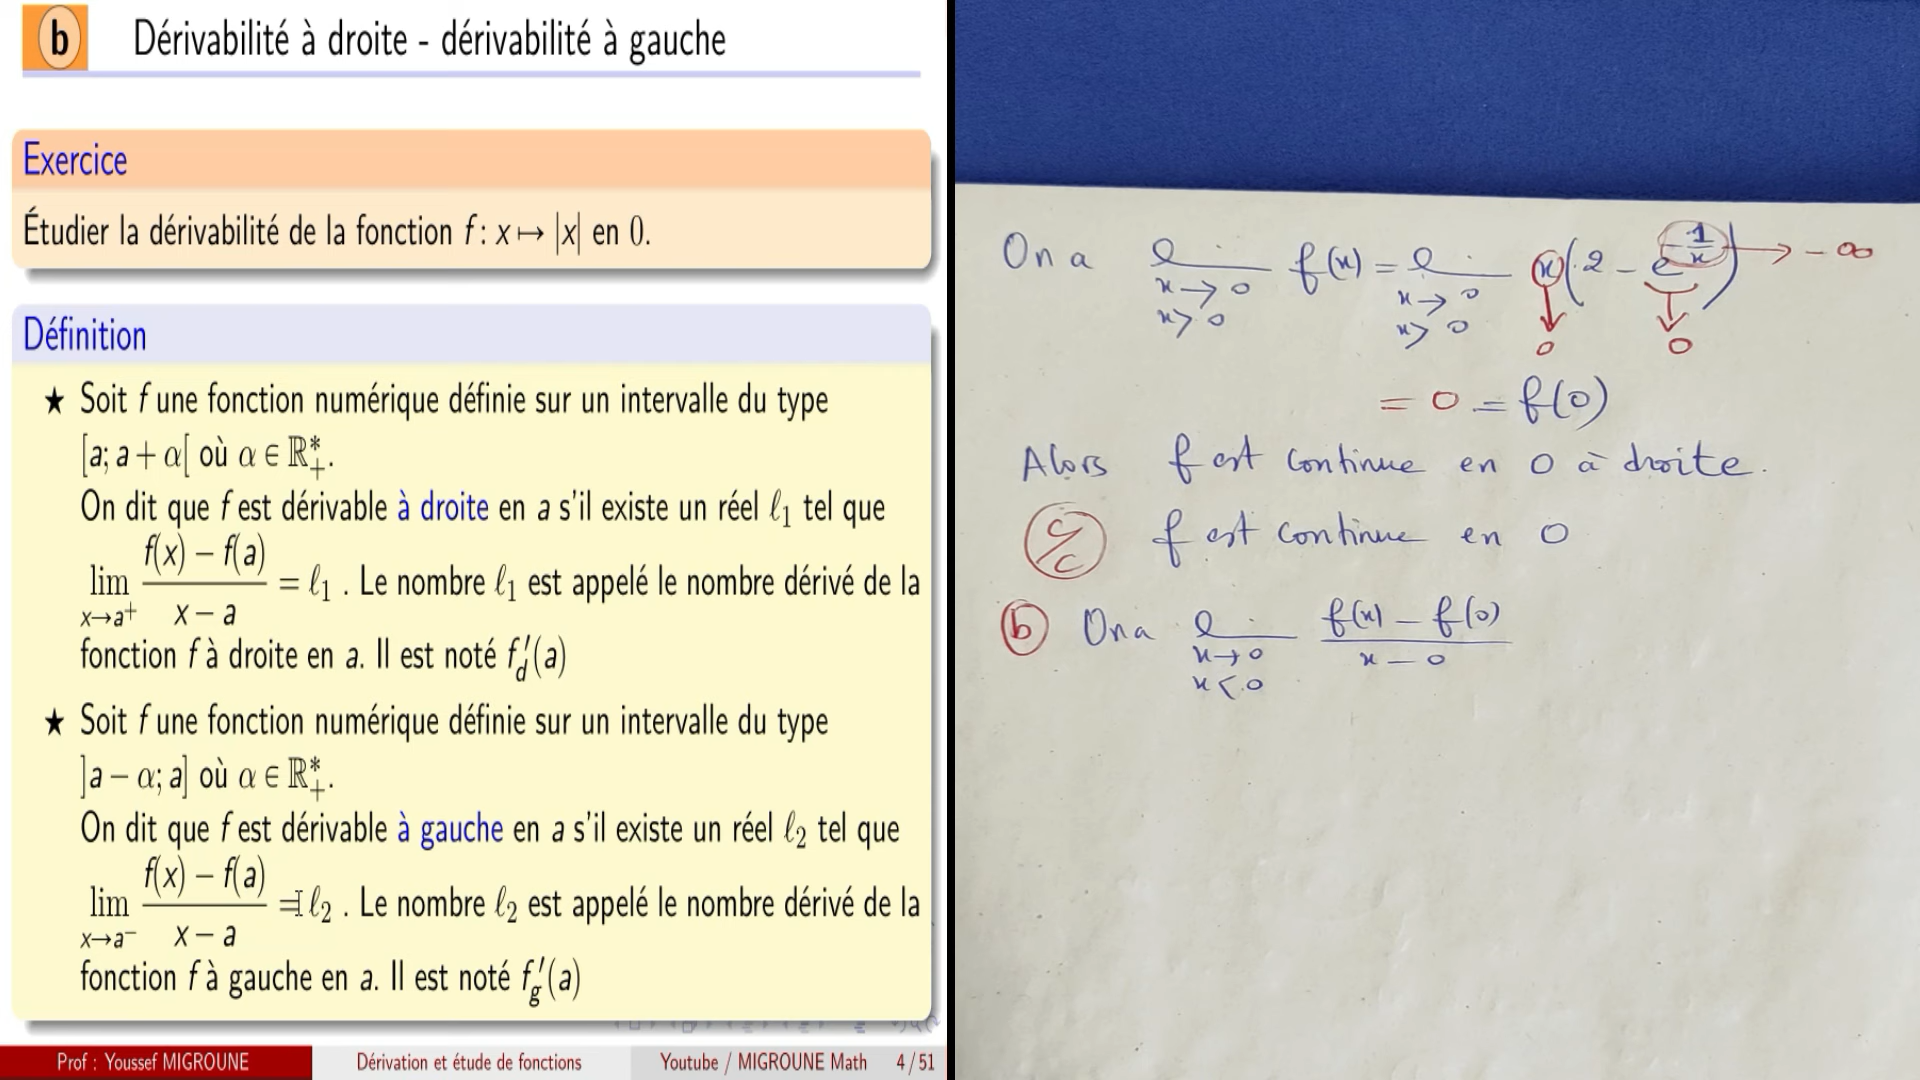 b Dérivabilité à droite - dérivabilité à gauche
Exercice
Étudier la dérivabilité de la fonction f : x ↦ |x| en 0.
Définition
★ Soit f une fonction numérique définie sur un intervalle du type
[a; a + α[ où α ∈ ℝ*₊.
On dit que f est dérivable à droite en a s'il existe un réel ℓ₁ tel que
lim x→a⁺ (f(x) − f(a))/(x − a) = ℓ₁ . Le nombre ℓ₁ est appelé le nombre dérivé de la
fonction f à droite en a. Il est noté f′d(a)
★ Soit f une fonction numérique définie sur un intervalle du type
]a − α; a] où α ∈ ℝ*₊.
On dit que f est dérivable à gauche en a s'il existe un réel ℓ₂ tel que
lim x→a⁻ (f(x) − f(a))/(x − a) = ℓ₂ . Le nombre ℓ₂ est appelé le nombre dérivé de la
fonction f à gauche en a. Il est noté f′g(a)
Prof : Youssef MIGROUNE Dérivation et étude de fonctions Youtube / MIGROUNE Math 4 / 51
On a lim f(x) = lim x(2 − e^(−1/x)) → −∞
x→0 x→0
x>0 x>0 0 0
= 0 = f(0)
Alors f est continue en 0 à droite.
C/C f est continue en 0
b On a lim (f(x) − f(0))/(x − 0)
x→0
x<0